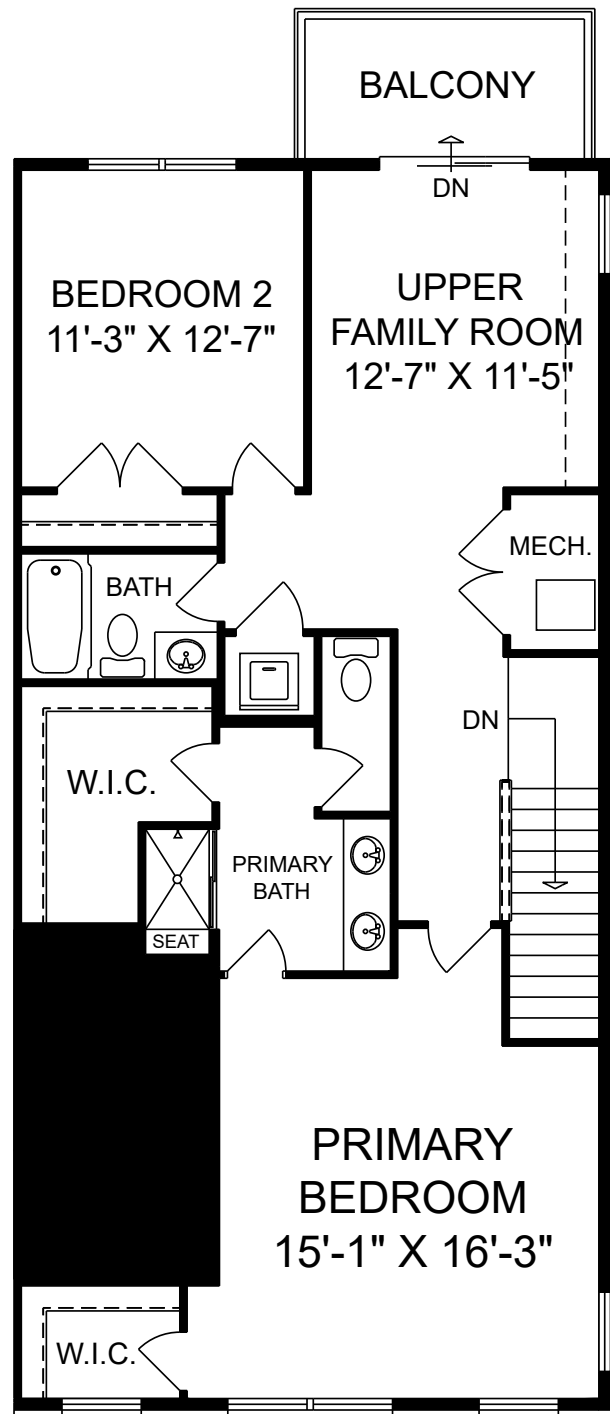 BALCONY
DN
BEDROOM 2
11'-3" X 12'-7"
UPPER
FAMILY ROOM
12'-7" X 11'-5"
MECH.
BATH
DN
W.I.C.
PRIMARY
BATH
SEAT
PRIMARY
BEDROOM
15'-1" X 16'-3"
W.I.C.